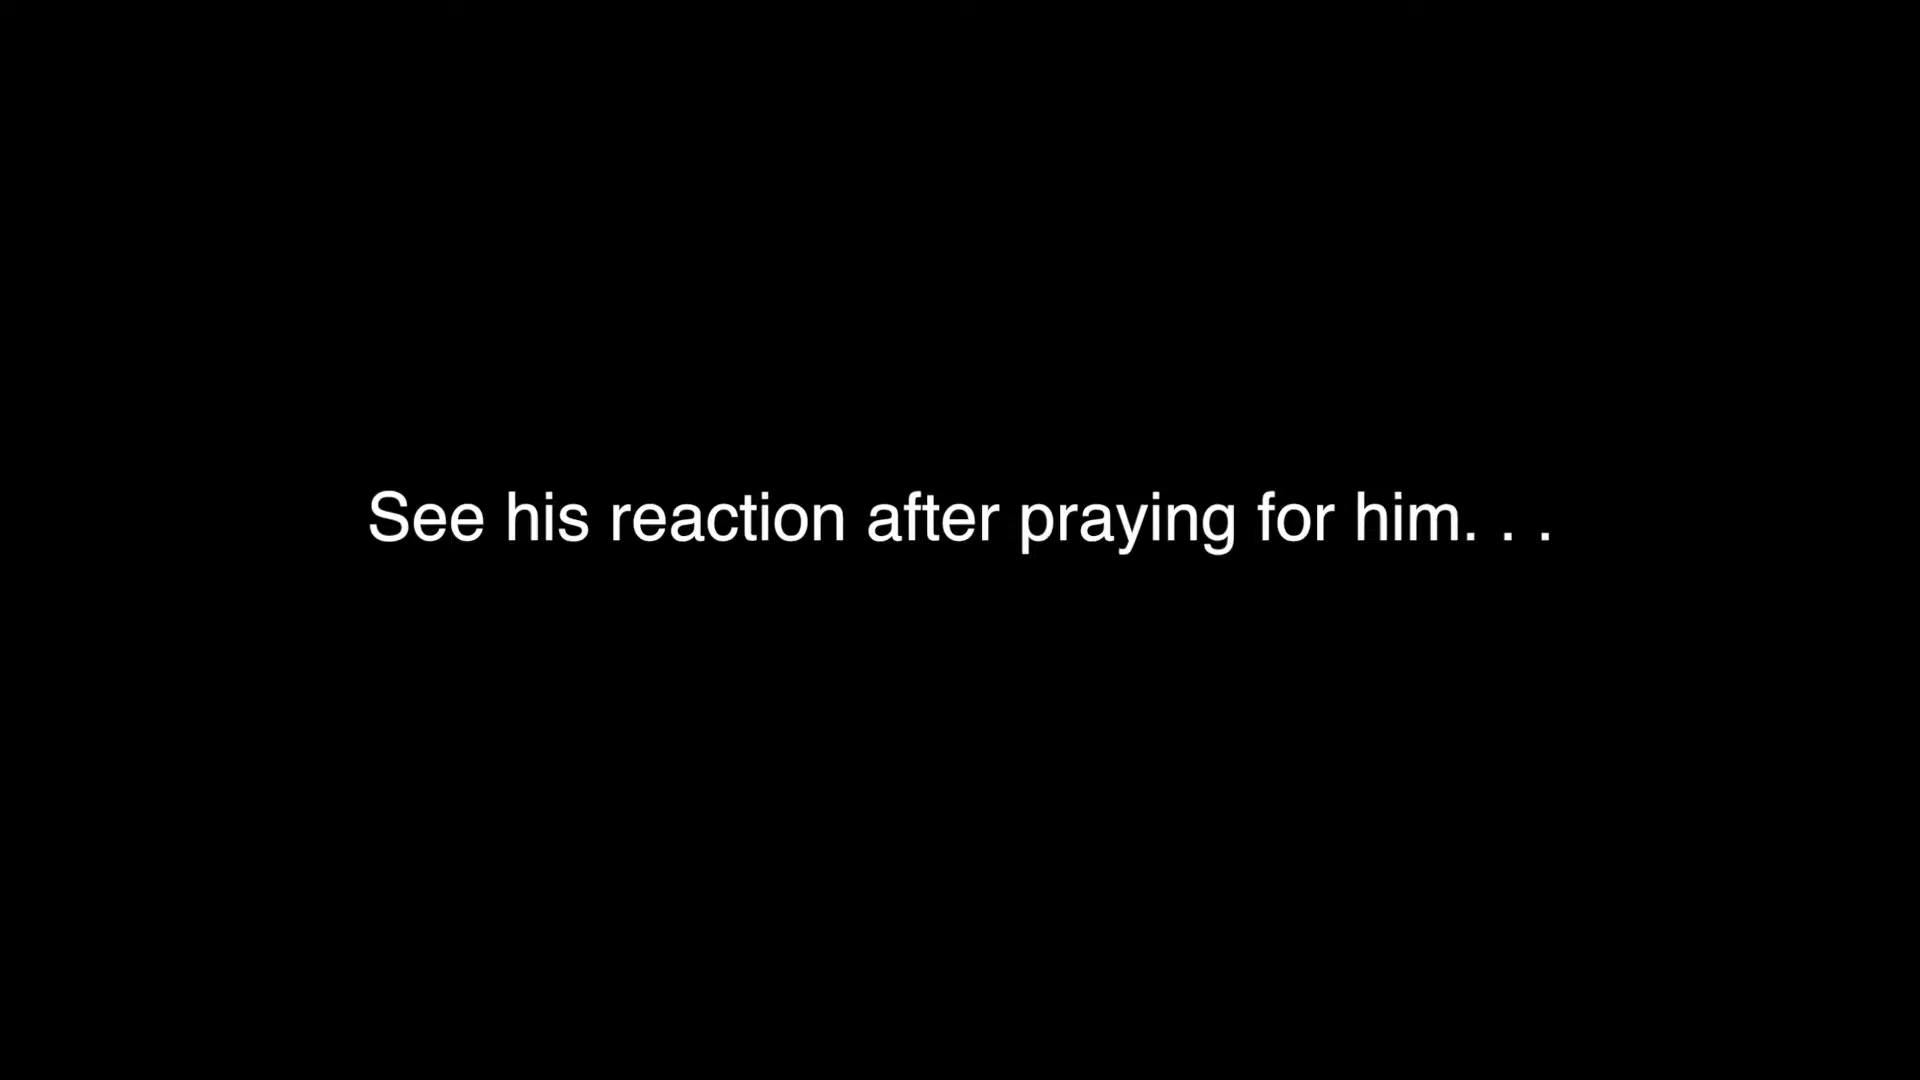 See his reaction after praying for him. . .